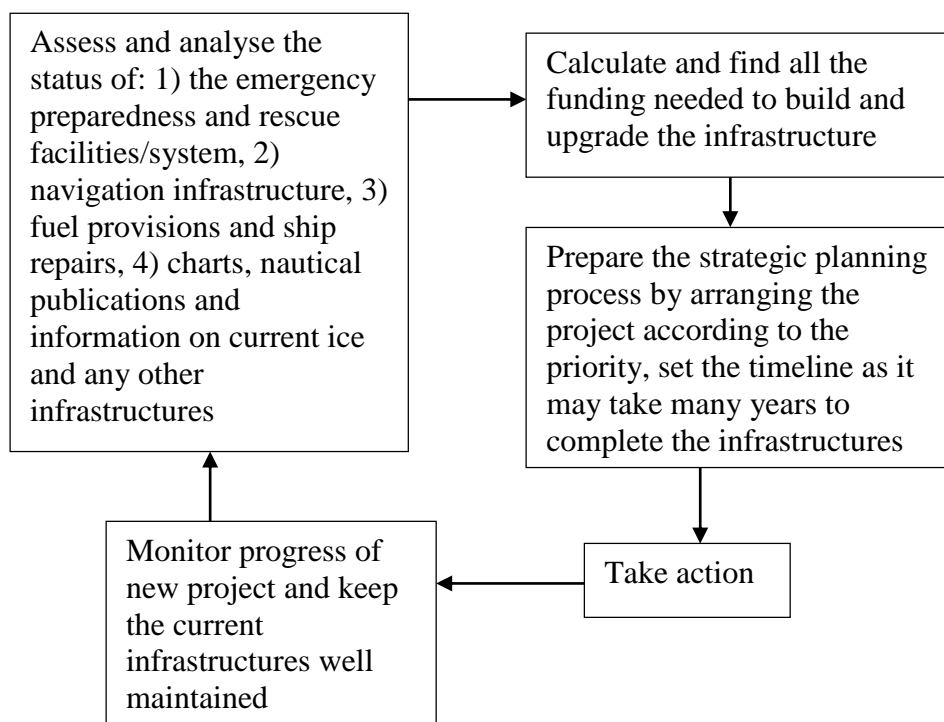 Assess and analyse the
status of: 1) the emergency
preparedness and rescue
facilities/system, 2)
navigation infrastructure, 3)
fuel provisions and ship
repairs, 4) charts, nautical
publications and
information on current ice
and any other
infrastructures
Calculate and find all the
funding needed to build and
upgrade the infrastructure
Prepare the strategic planning
process by arranging the
project according to the
priority, set the timeline as it
may take many years to
complete the infrastructures
Take action
Monitor progress of
new project and keep
the current
infrastructures well
maintained